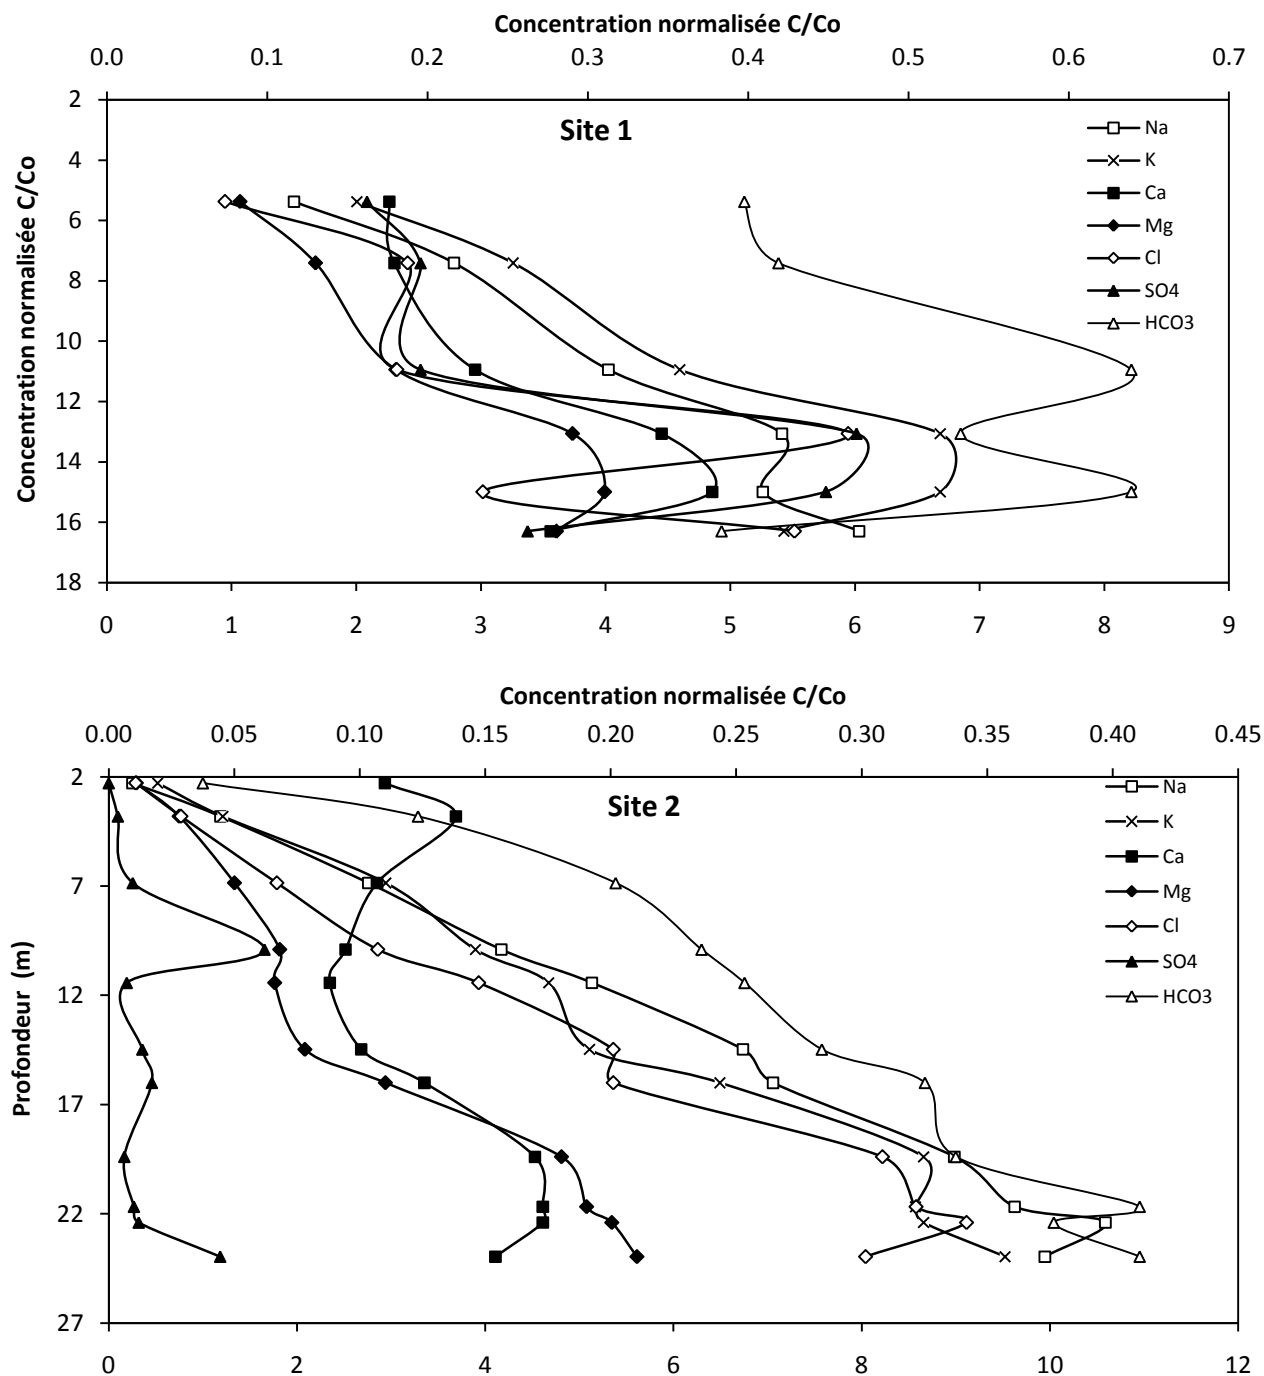 Concentration normalisée C/Co
0.0 0.1 0.2 0.3 0.4 0.5 0.6 0.7
Site 1
Concentration normalisée C/Co
2
4
6
8
10
12
14
16
18
Na
K
Ca
Mg
Cl
SO4
HCO3
0 1 2 3 4 5 6 7 8 9
Concentration normalisée C/Co
0.00 0.05 0.10 0.15 0.20 0.25 0.30 0.35 0.40 0.45
Site 2
Profondeur (m)
2
7
12
17
22
27
Na
K
Ca
Mg
Cl
SO4
HCO3
0 2 4 6 8 10 12